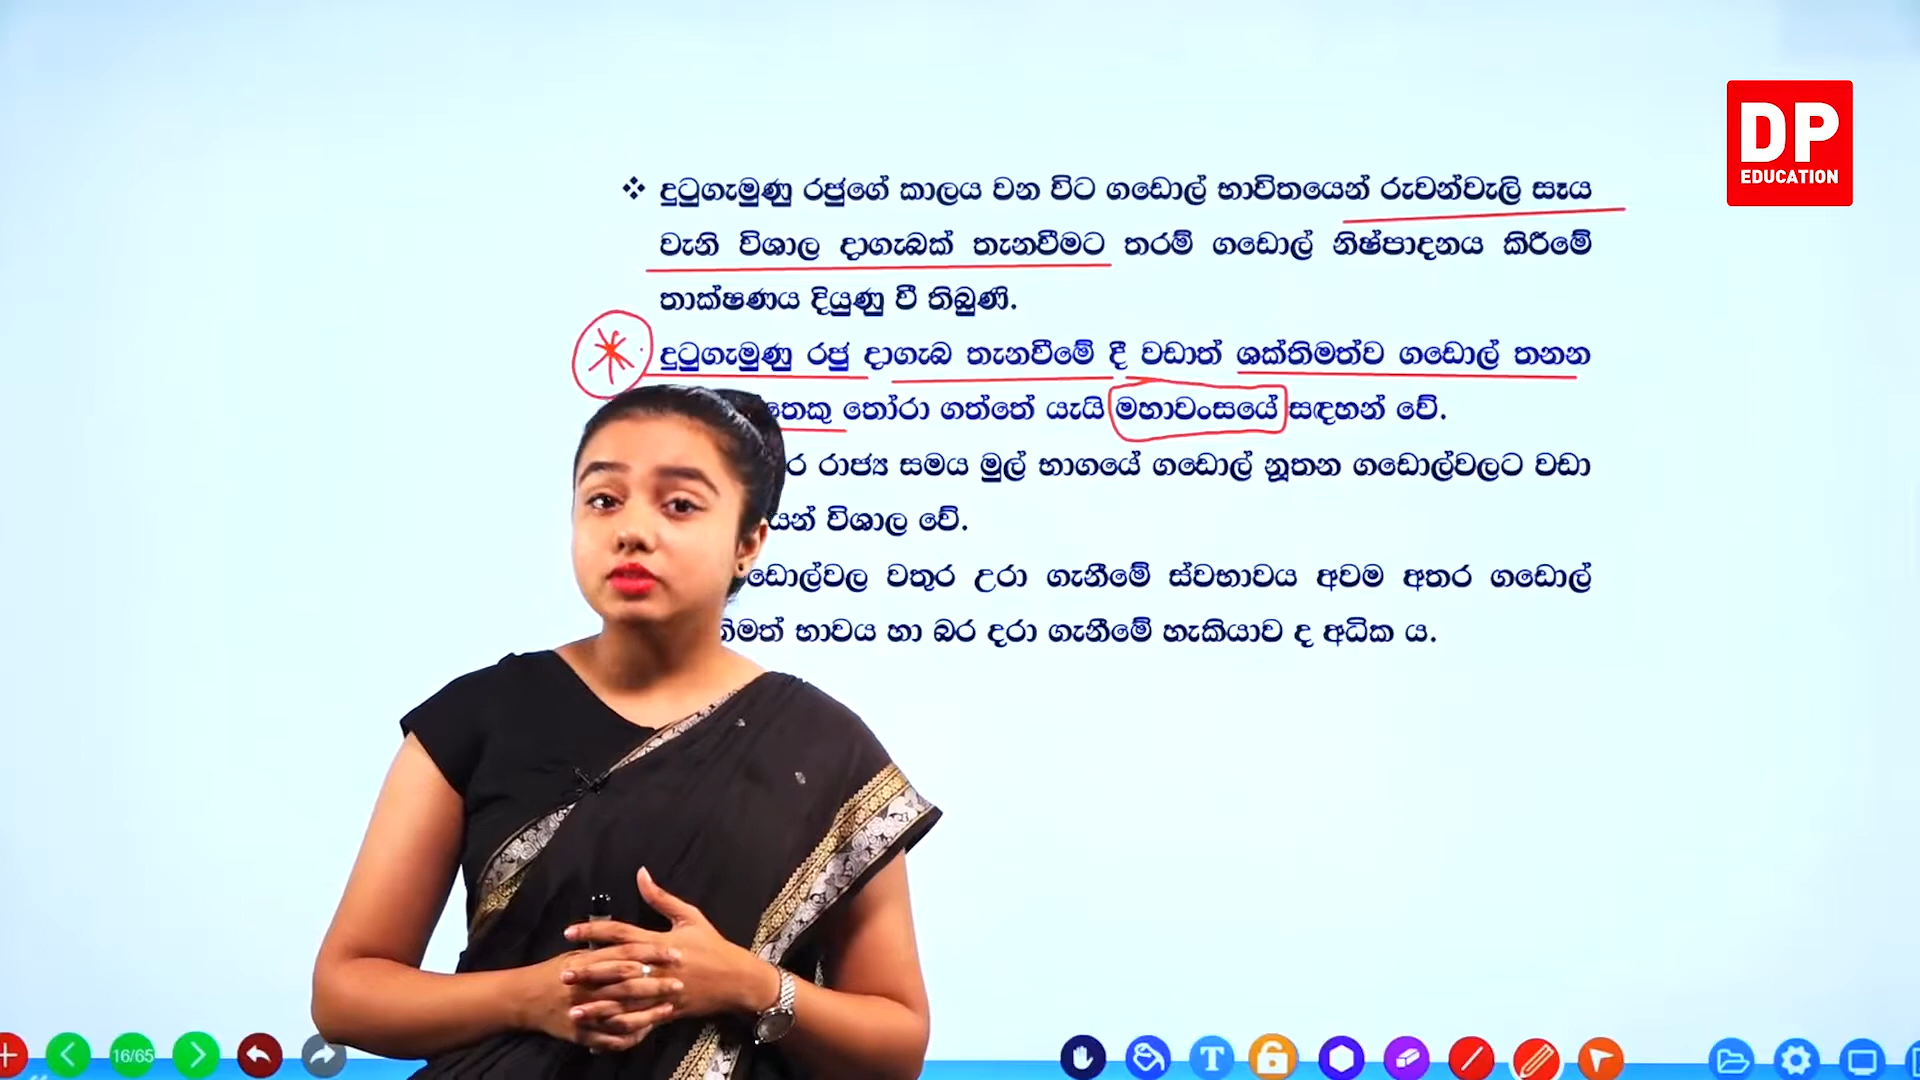 DP
EDUCATION
❖ දුටුගැමුණු රජුගේ කාලය වන විට ගඩොල් භාවිතයෙන් රුවන්වැලි සෑය
වැනි විශාල දාගැබක් තැනවීමට තරම් ගඩොල් නිෂ්පාදනය කිරීමේ
තාක්ෂණය දියුණු වී තිබුණි.
දුටුගැමුණු රජු දාගැබ තැනවීමේ දී වඩාත් ශක්තිමත්ව ගඩොල් තනන
තෝරා ගත්තේ යැයි මහාවංසයේ සඳහන් වේ.
රාජ්‍ය සමය මුල් භාගයේ ගඩොල් නූතන ගඩොල්වලට වඩා
විශාල වේ.
ගඩොල්වල වතුර උරා ගැනීමේ ස්වභාවය අවම අතර ගඩොල්
භාවය හා බර දරා ගැනීමේ හැකියාව ද අධික ය.
16/65
T